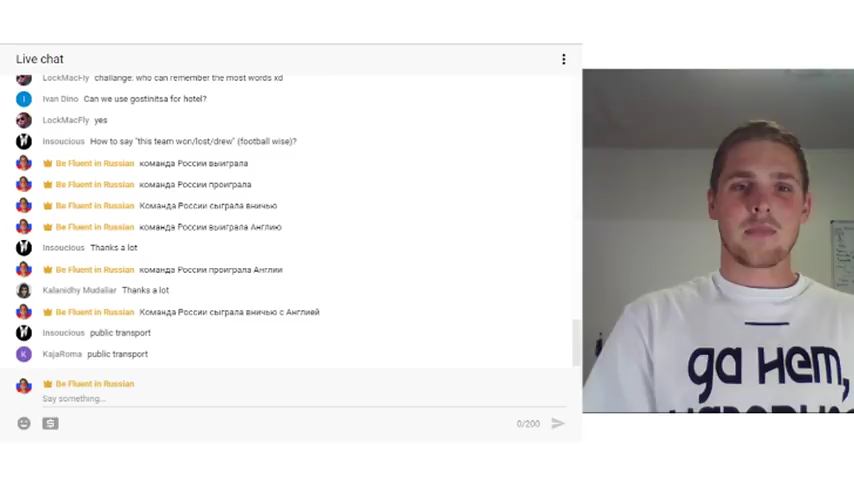 Live chat
LockMacFly challange: who can remember the most words xd
Ivan Dino Can we use gostinitsa for hotel?
LockMacFly yes
Insoucious How to say "this team won/lost/drew" (football wise)?
Be Fluent in Russian команда России выиграла
Be Fluent in Russian команда России проиграла
Be Fluent in Russian Команда России сыграла вничью
Be Fluent in Russian команда России выиграла Англию
Insoucious Thanks a lot
Be Fluent in Russian команда России проиграла Англии
Kalanidhy Mudaliar Thanks a lot
Be Fluent in Russian Команда России сыграла вничью с Англией
Insoucious public transport
K KajaRoma public transport
Be Fluent in Russian
Say something...
0/200
да нет,